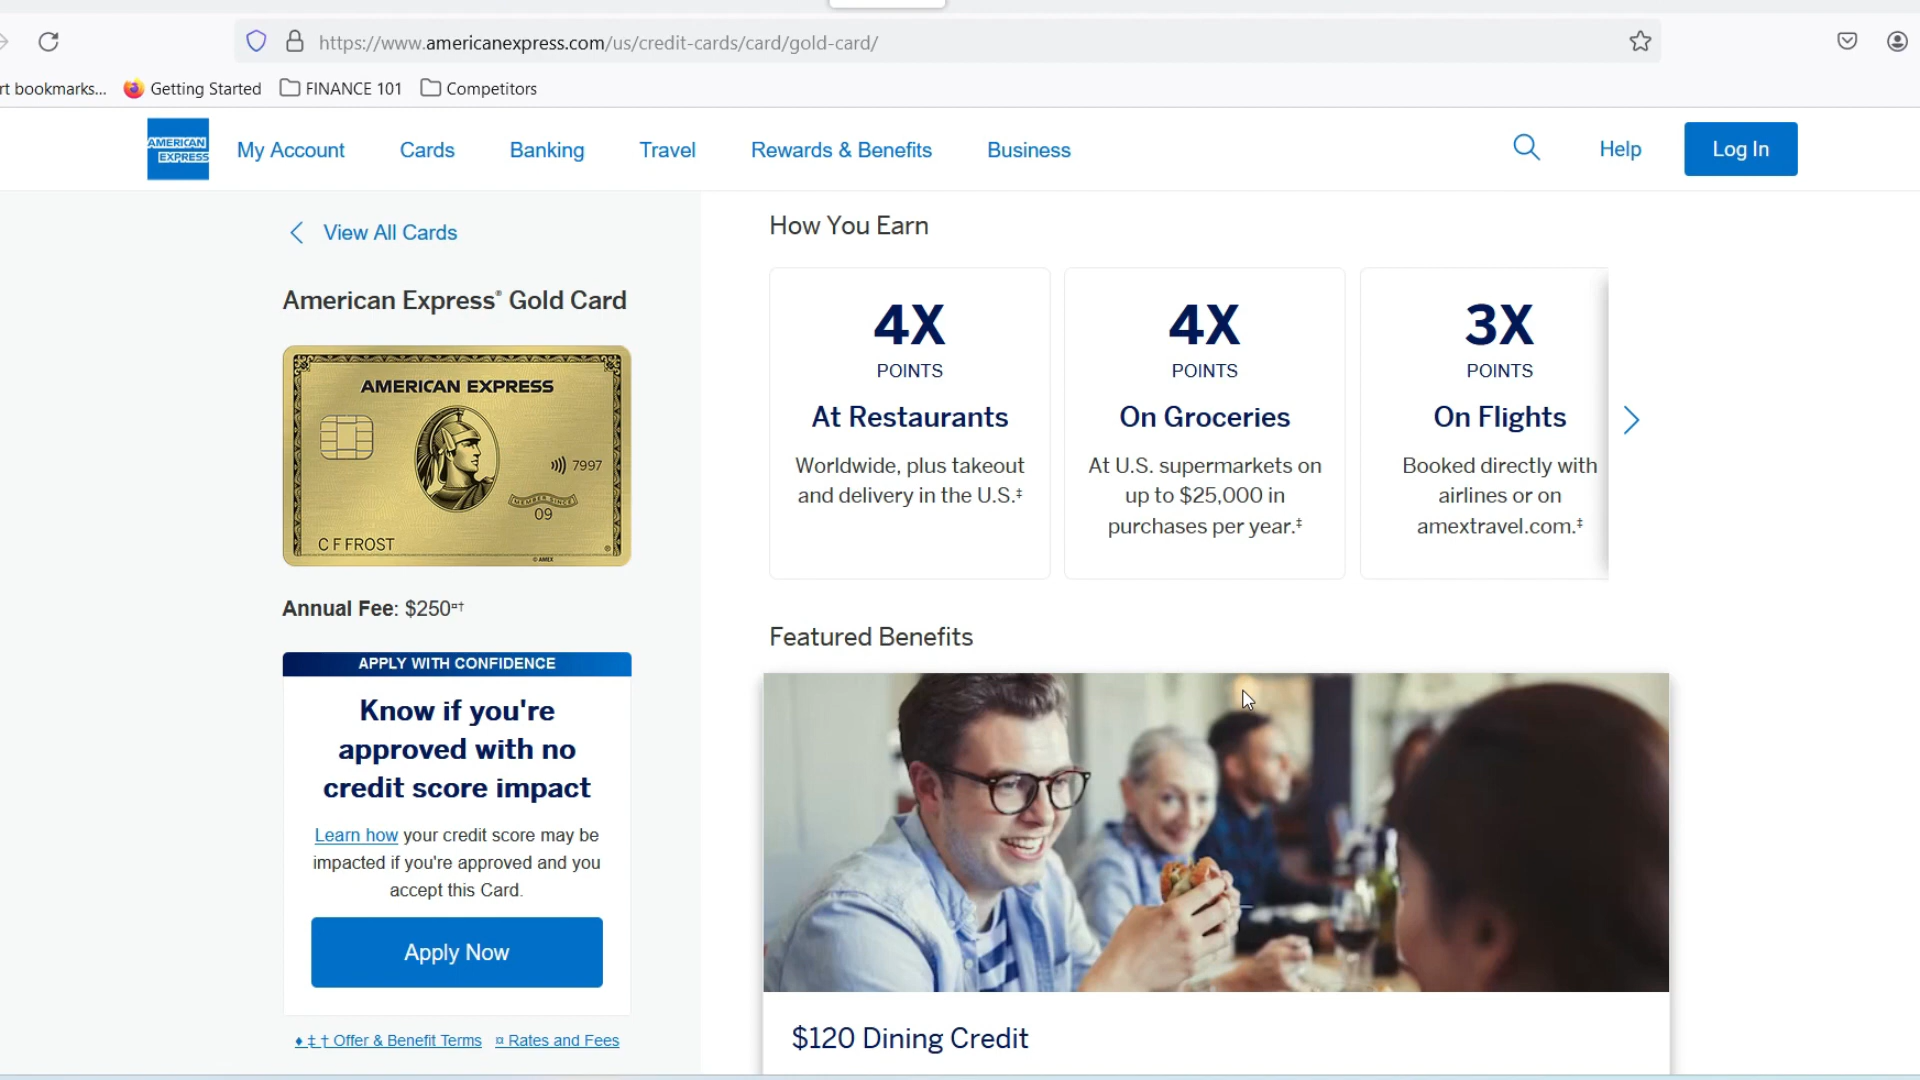 https://www.americanexpress.com/us/credit-cards/card/gold-card/
rt bookmarks... Getting Started FINANCE 101 Competitors
AMERICAN EXPRESS
My Account Cards Banking Travel Rewards & Benefits Business Help Log In
View All Cards
American Express® Gold Card
AMERICAN EXPRESS
7997
MEMBER SINCE
09
C F FROST
© AMEX
®
Annual Fee: $250¤†
APPLY WITH CONFIDENCE
Know if you're
approved with no
credit score impact
Learn how your credit score may be
impacted if you're approved and you
accept this Card.
Apply Now
♦ ‡ † Offer & Benefit Terms ¤ Rates and Fees
How You Earn
4X
POINTS
At Restaurants
Worldwide, plus takeout
and delivery in the U.S.‡
4X
POINTS
On Groceries
At U.S. supermarkets on
up to $25,000 in
purchases per year.‡
3X
POINTS
On Flights
Booked directly with
airlines or on
amextravel.com.‡
Featured Benefits
$120 Dining Credit